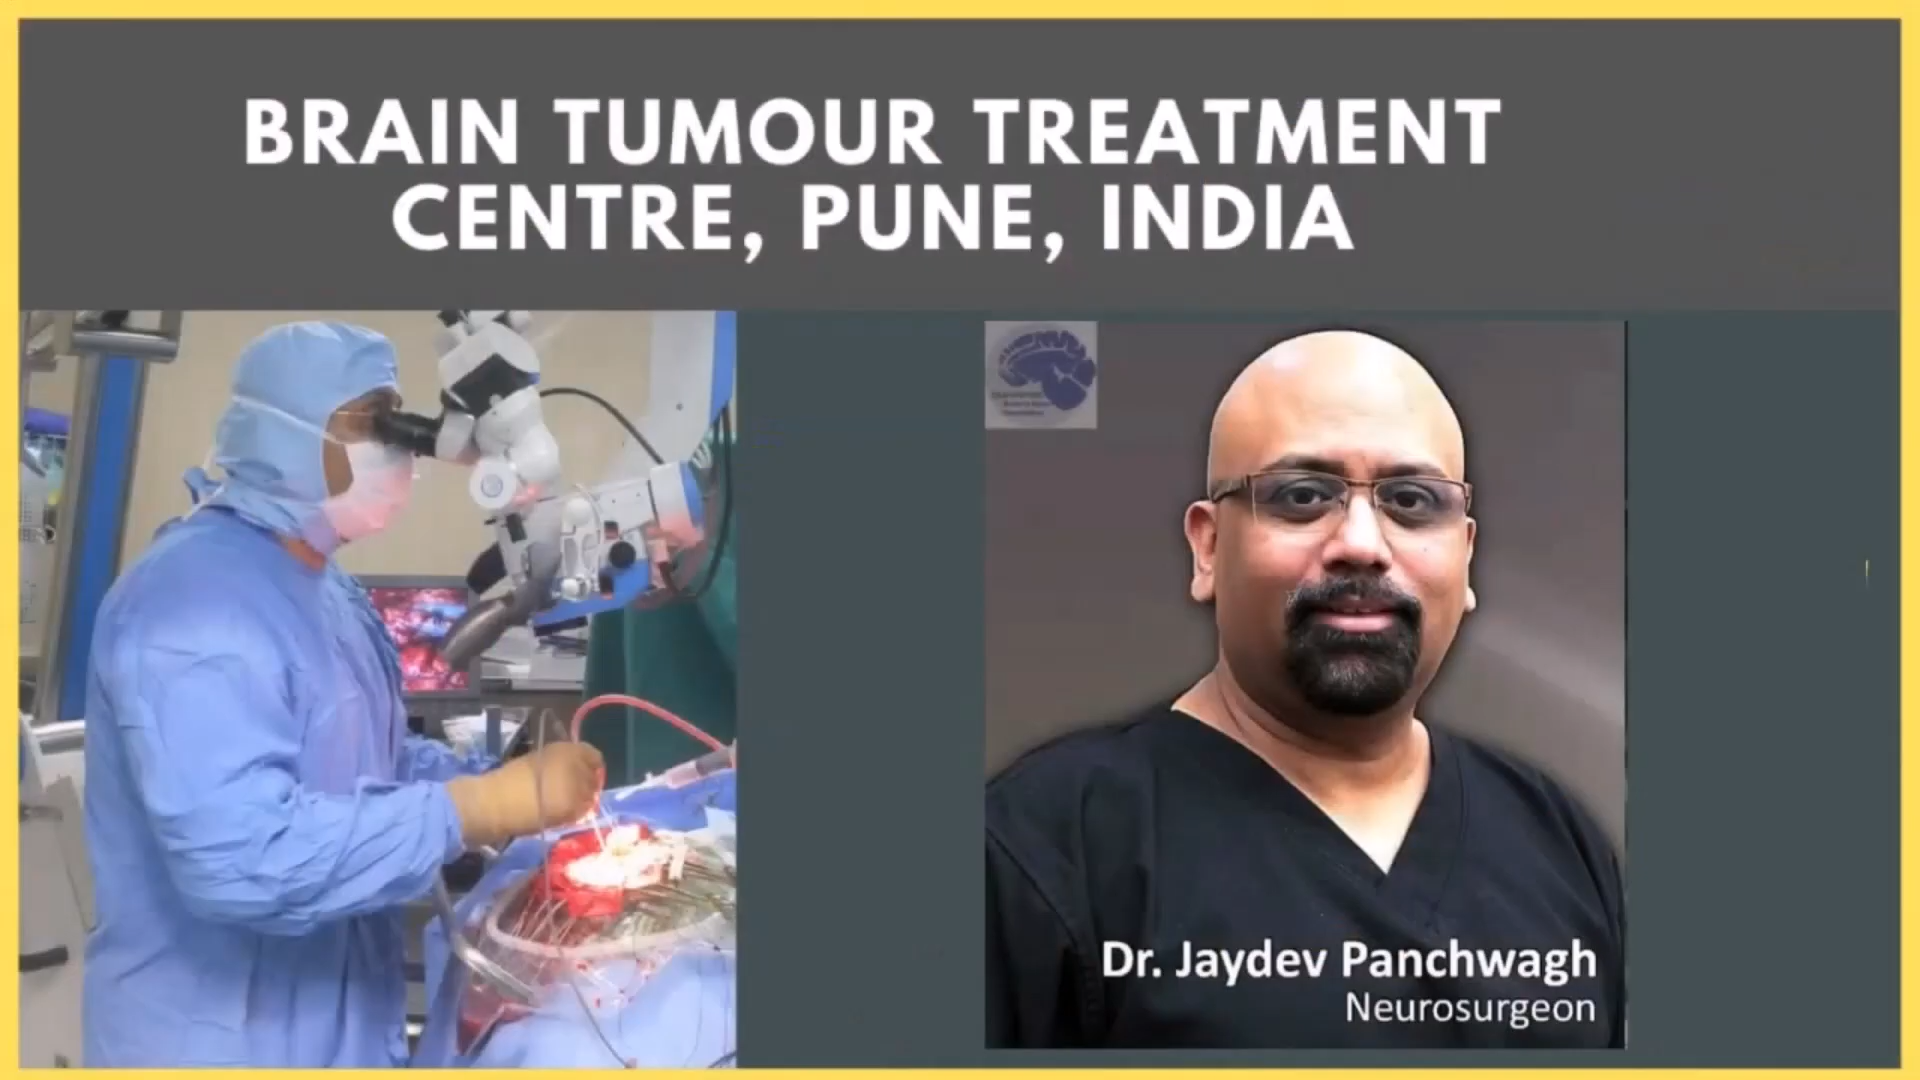 BRAIN TUMOUR TREATMENT
CENTRE, PUNE, INDIA
Dr. Jaydev Panchwagh
Neurosurgeon